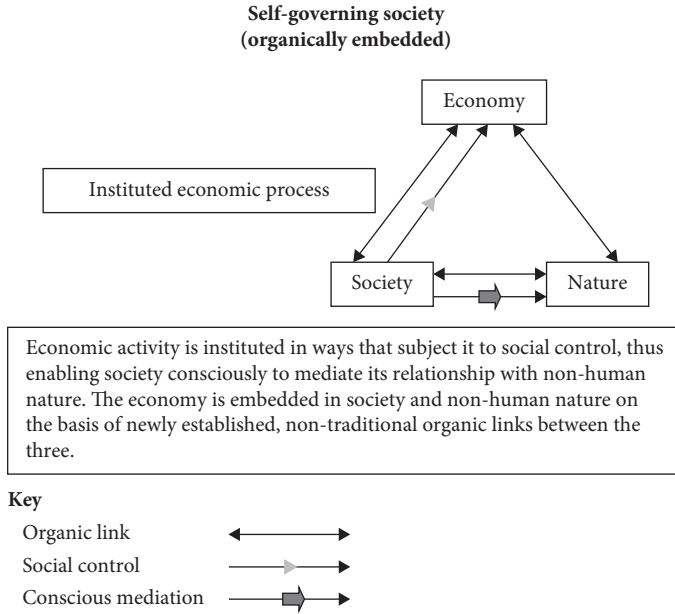 Self-governing society
(organically embedded)
Economy
Instituted economic process
Society
Nature
Economic activity is instituted in ways that subject it to social control, thus
enabling society consciously to mediate its relationship with non-human
nature. The economy is embedded in society and non-human nature on
the basis of newly established, non-traditional organic links between the
three.
Key
Organic link
Social control
Conscious mediation